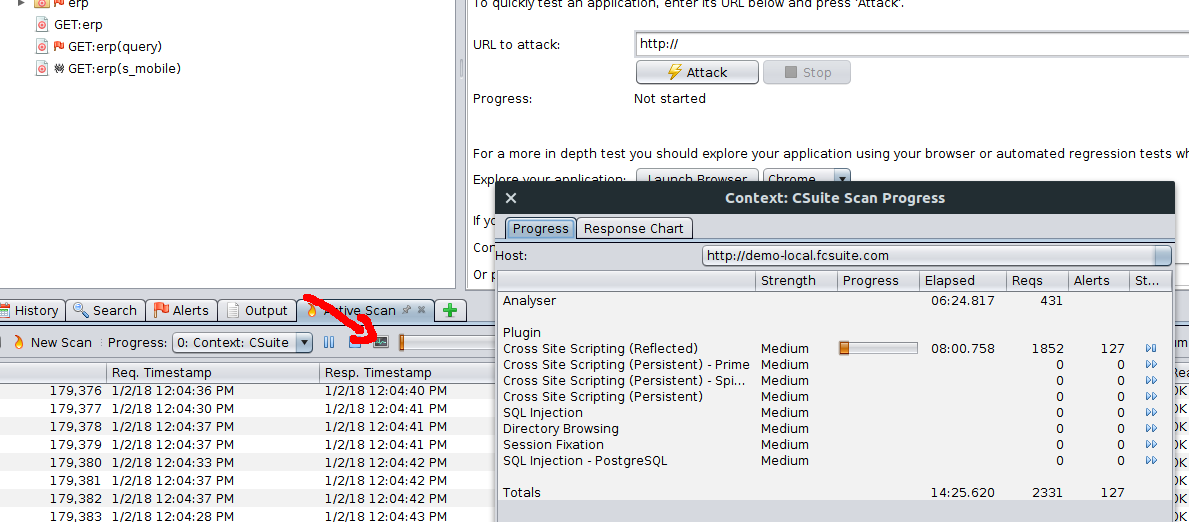 erp
To quickly test an application, enter its URL below and press 'Attack'.
GET:erp
GET:erp(query)
GET:erp(s_mobile)
URL to attack:
http://
Attack
Stop
Progress:
Not started
For a more in depth test you should explore your application using your browser or automated regression tests
Explore your application:
Launch Browser
Chrome
If
Or
Context: CSuite Scan Progress
Progress
Response Chart
Host:
http://demo-local.fcsuite.com
Strength Progress Elapsed Reqs Alerts St...
Analyser 06:24.817 431
Plugin
Cross Site Scripting (Reflected) Medium 08:00.758 1852 127
Cross Site Scripting (Persistent) - Prime Medium 0 0
Cross Site Scripting (Persistent) - Spi... Medium 0 0
Cross Site Scripting (Persistent) Medium 0 0
SQL Injection Medium 0 0
Directory Browsing Medium 0 0
Session Fixation Medium 0 0
SQL Injection - PostgreSQL Medium 0 0
Totals 14:25.620 2331 127
History
Search
Alerts
Output
Active Scan
New Scan
Progress:
0: Context: CSuite
Req. Timestamp Resp. Timestamp
179,376 1/2/18 12:04:36 PM 1/2/18 12:04:40 PM
179,377 1/2/18 12:04:30 PM 1/2/18 12:04:41 PM
179,378 1/2/18 12:04:37 PM 1/2/18 12:04:41 PM
179,379 1/2/18 12:04:37 PM 1/2/18 12:04:41 PM
179,380 1/2/18 12:04:33 PM 1/2/18 12:04:42 PM
179,381 1/2/18 12:04:37 PM 1/2/18 12:04:42 PM
179,382 1/2/18 12:04:37 PM 1/2/18 12:04:42 PM
179,383 1/2/18 12:04:28 PM 1/2/18 12:04:43 PM